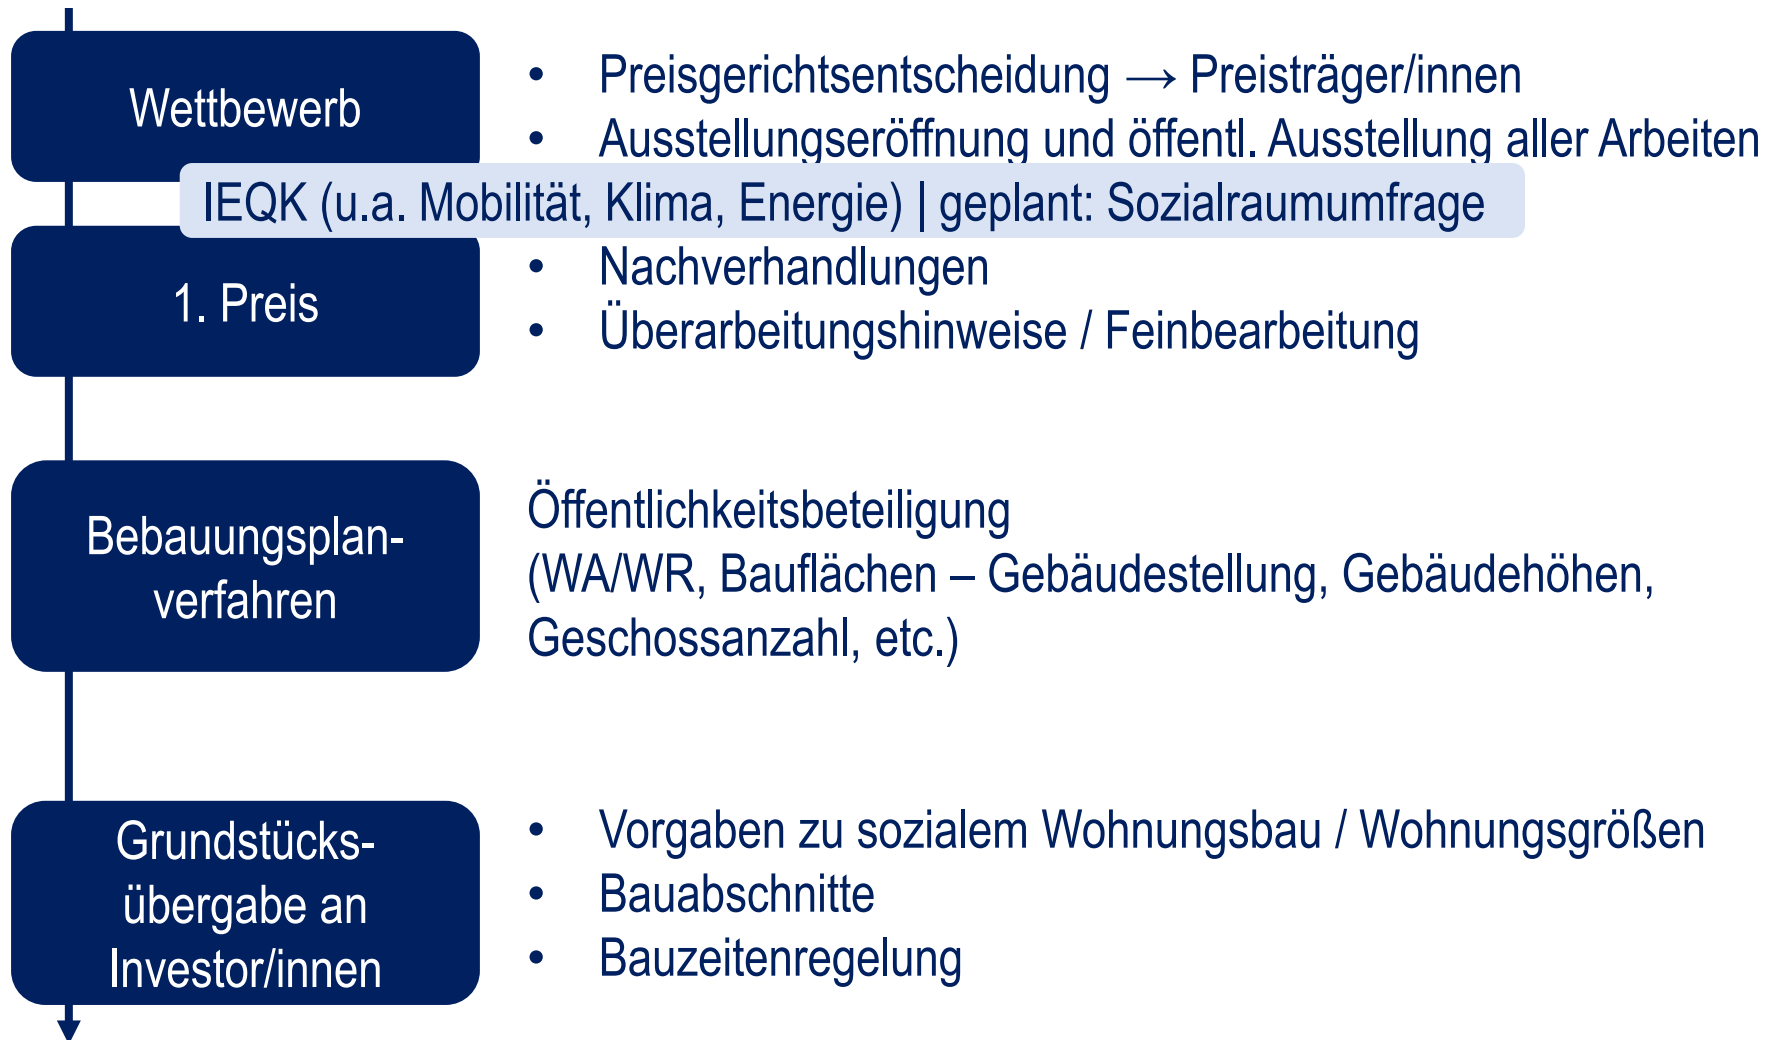 Wettbewerb
• Preisgerichtsentscheidung → Preisträger/innen
• Ausstellungseröffnung und öffentl. Ausstellung aller Arbeiten
IEQK (u.a. Mobilität, Klima, Energie) | geplant: Sozialraumumfrage
1. Preis
• Nachverhandlungen
• Überarbeitungshinweise / Feinbearbeitung
Bebauungsplan-
verfahren
Öffentlichkeitsbeteiligung
(WA/WR, Bauflächen – Gebäudestellung, Gebäudehöhen,
Geschossanzahl, etc.)
Grundstücks-
übergabe an
Investor/innen
• Vorgaben zu sozialem Wohnungsbau / Wohnungsgrößen
• Bauabschnitte
• Bauzeitenregelung